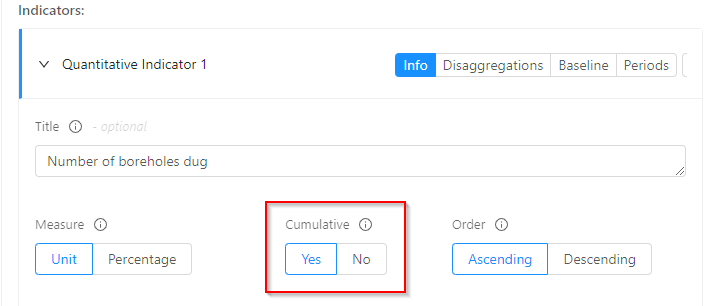 Indicators:
Quantitative Indicator 1 Info Disaggregations Baseline Periods
Title - optional
Number of boreholes dug
Measure Cumulative Order
Unit Percentage Yes No Ascending Descending